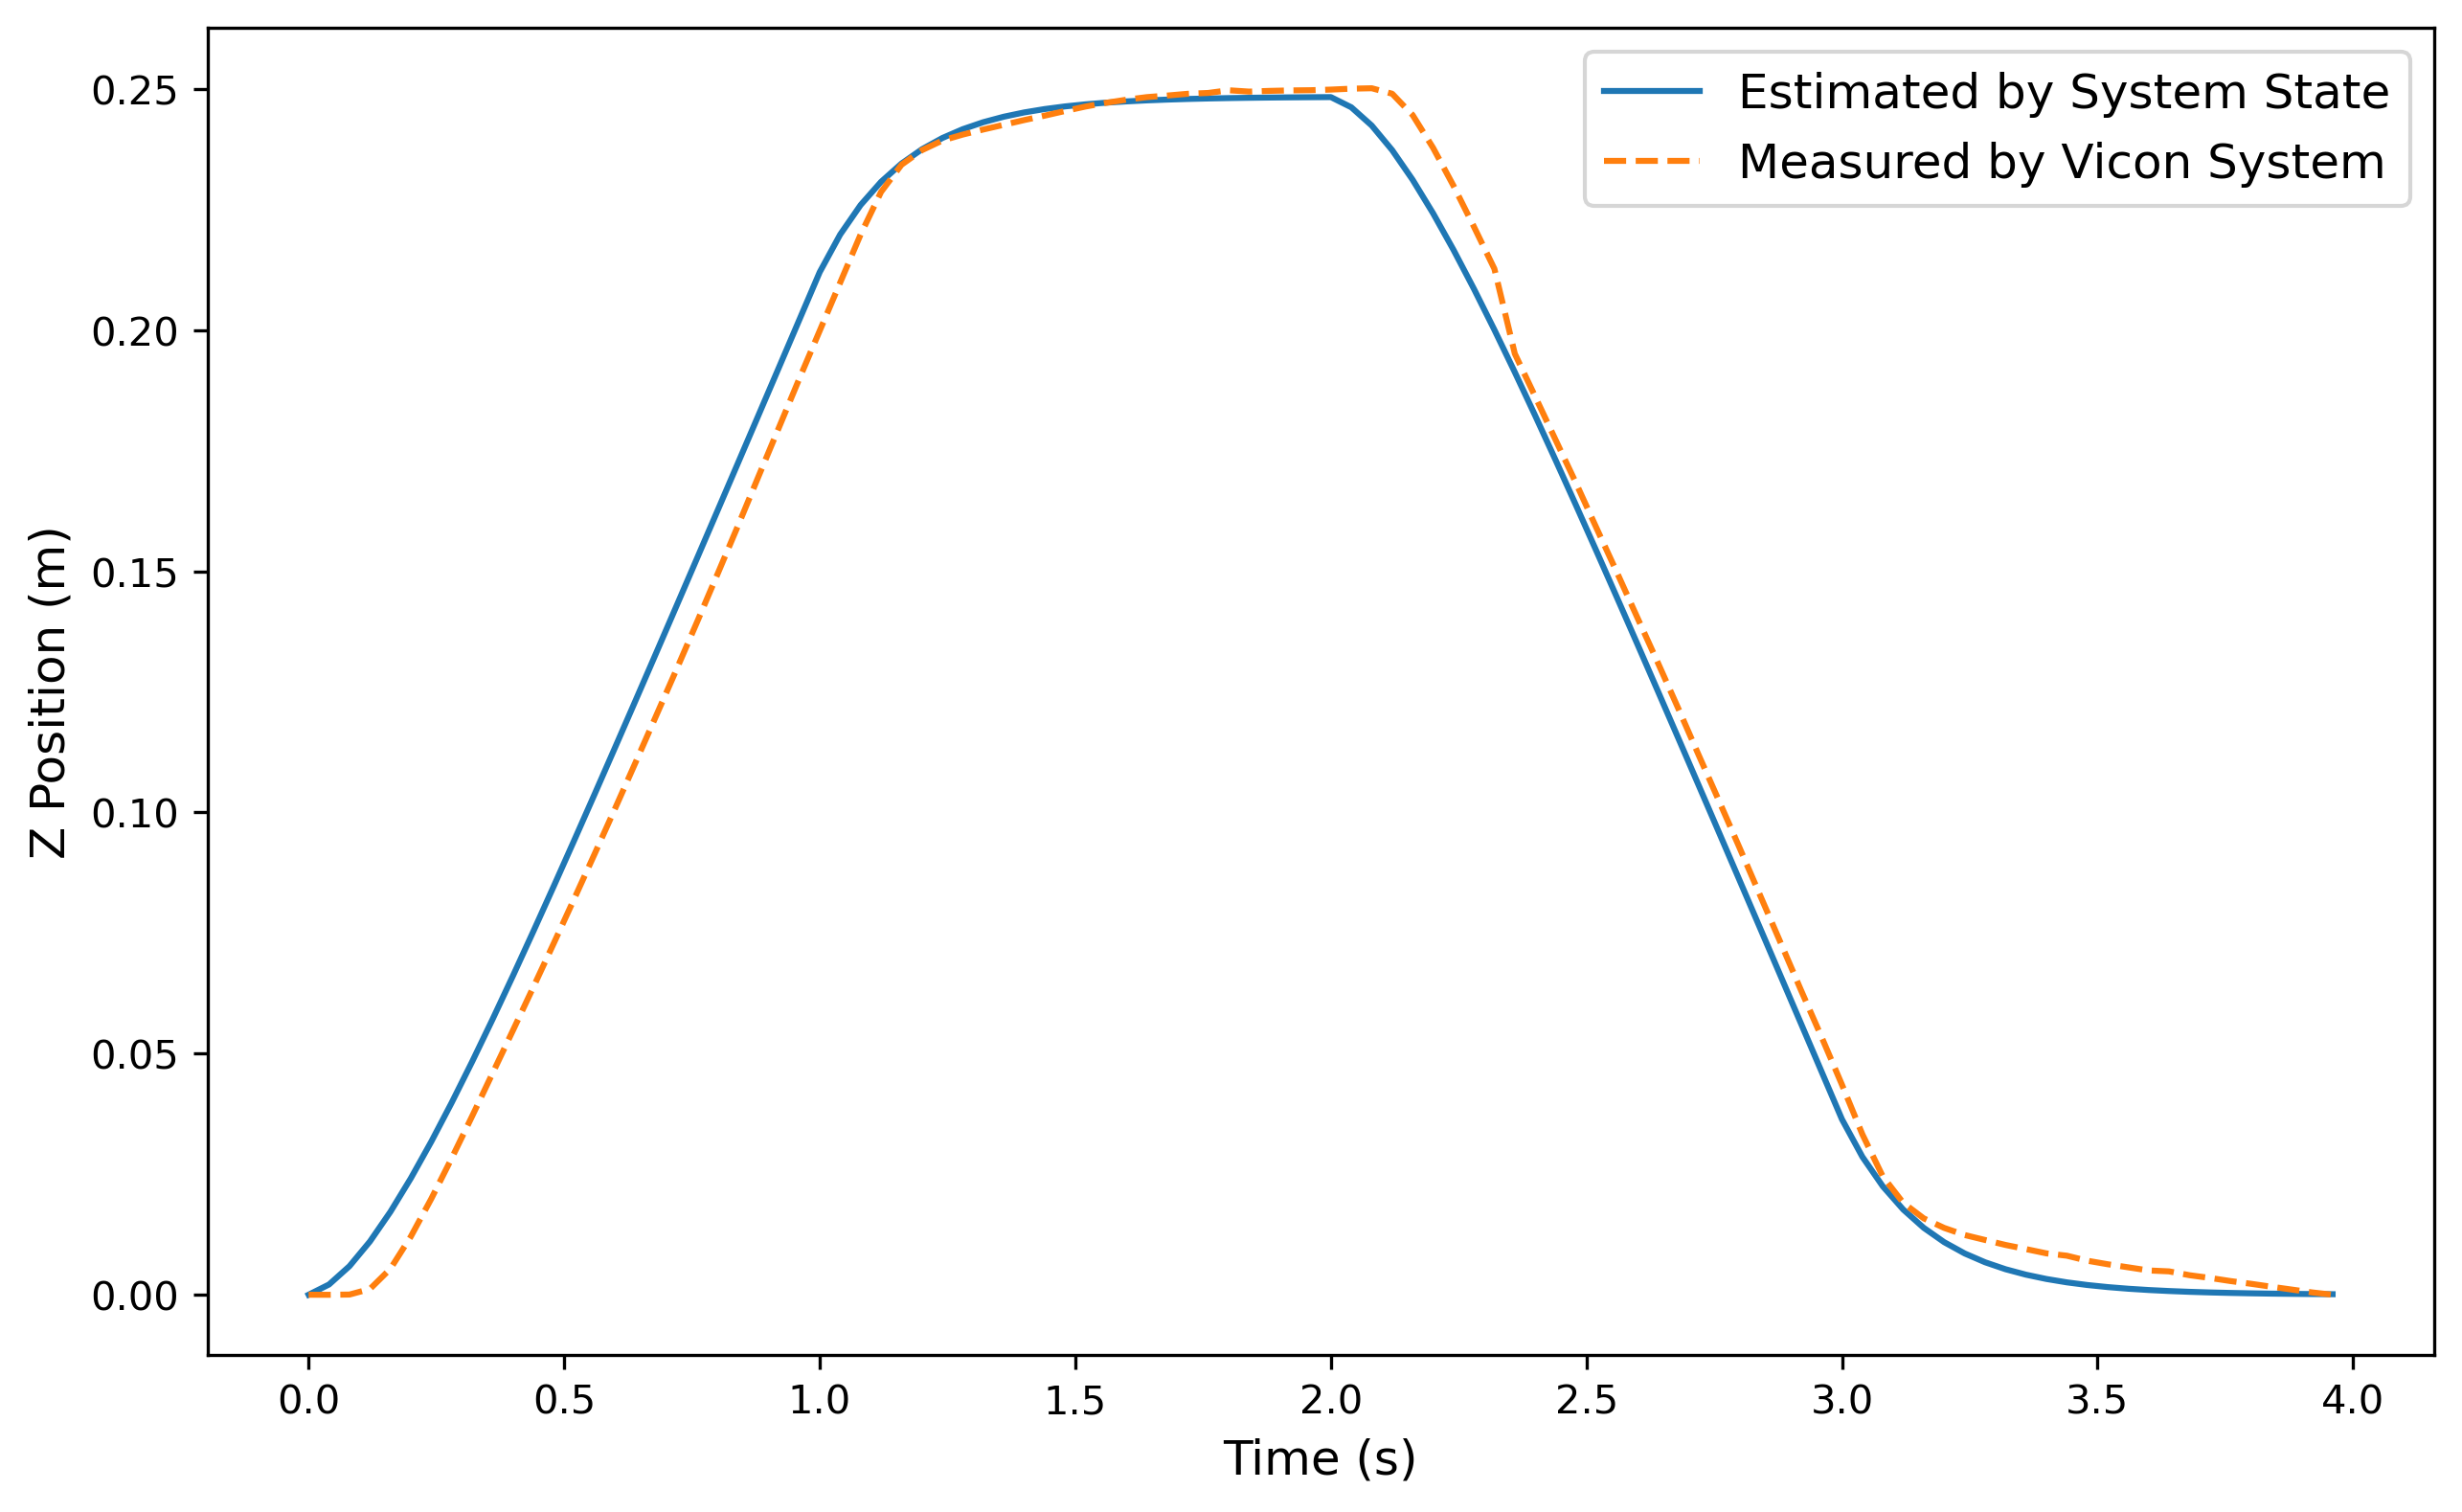 Estimated by System State
Measured by Vicon System
Z Position (m)
0.25
0.20
0.15
0.10
0.05
0.00
0.0 0.5 1.0 1.5 2.0 2.5 3.0 3.5 4.0
Time (s)